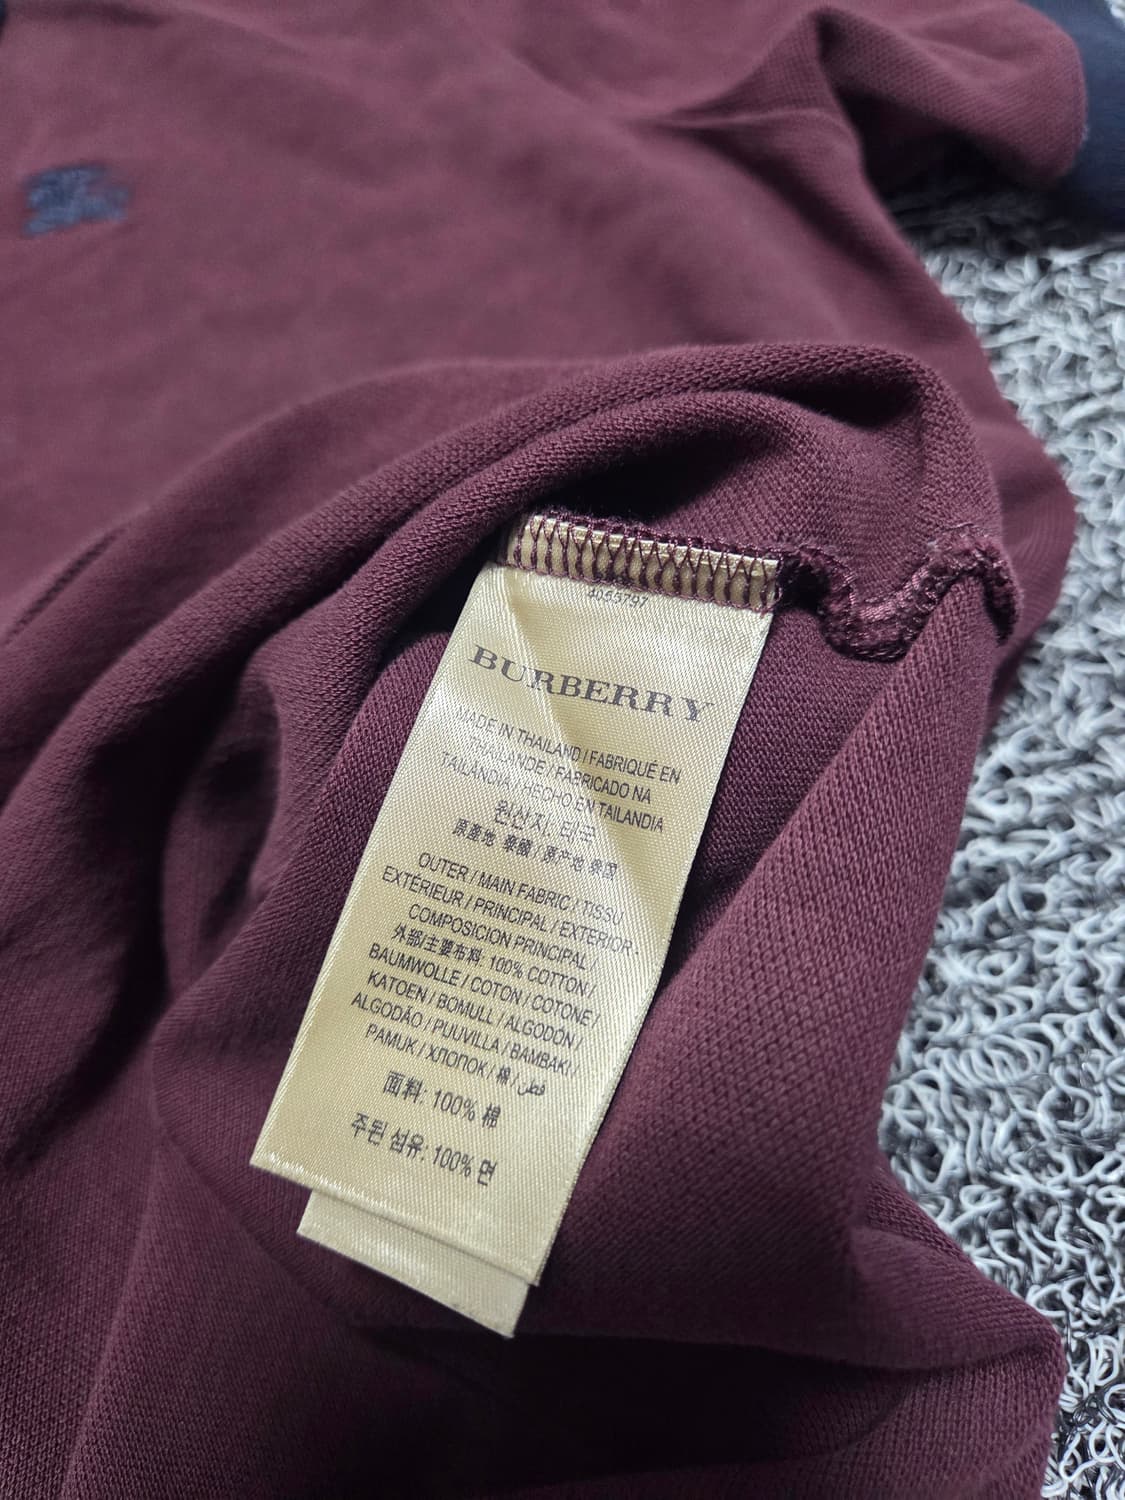 4055797
BURBERRY
MADE IN THAILAND / FABRIQUÉ EN
THAÏLANDE / FABRICADO NA
TAILÂNDIA / HECHO EN TAILANDIA
원산지: 태국
原産地 泰國 / 原产地 泰国
OUTER / MAIN FABRIC / TISSU
EXTÉRIEUR / PRINCIPAL / EXTERIOR.
COMPOSICION PRINCIPAL /
外部/主要布料: 100% COTTON /
BAUMWOLLE / COTON / COTONE /
KATOEN / BOMULL / ALGODON /
ALGODÃO / PUUVILLA / BAMBAKI /
PAMUK / ХЛОПОК / 棉 / قطن
面料: 100% 棉
주된 섬유: 100% 면